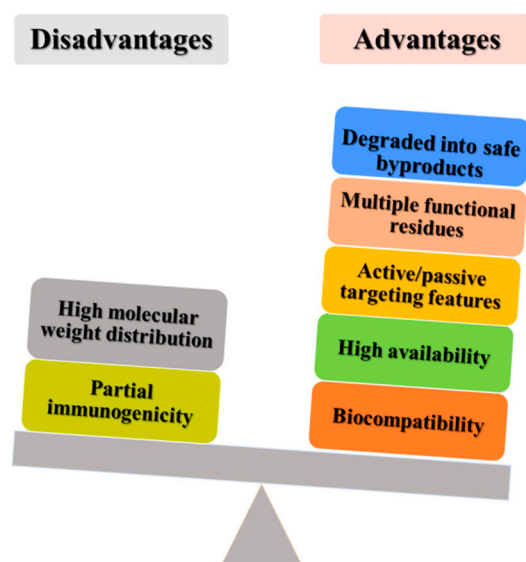 Disadvantages
Advantages
Degraded into safe
byproducts
Multiple functional
residues
Active/passive
targeting features
High availability
Biocompatibility
High molecular
weight distribution
Partial
immunogenicity